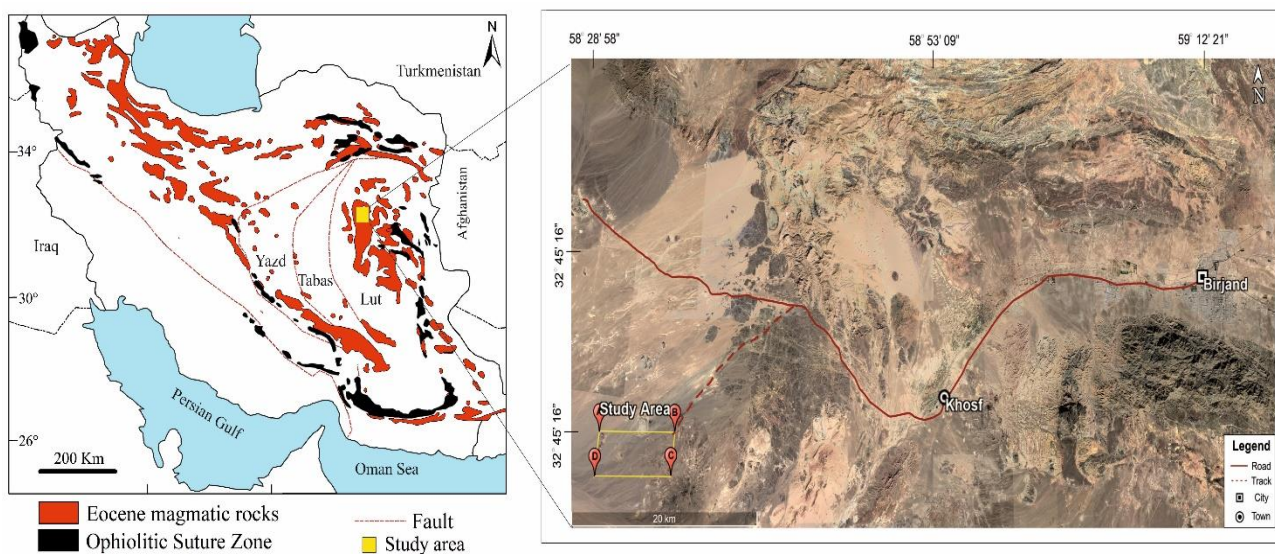 N
Turkmenistan
34°
Afghanistan
Iraq
Yazd
Tabas
Lut
30°
Persian Gulf
26°
Oman Sea
200 Km
Eocene magmatic rocks
Ophiolitic Suture Zone
Fault
Study area
58° 28' 58"
58° 53' 09"
59° 12' 21"
N
32° 45' 16"
Birjand
Khosf
Study Area
B
32° 45' 16"
D
C
20 km
Legend
Road
Track
City
Town